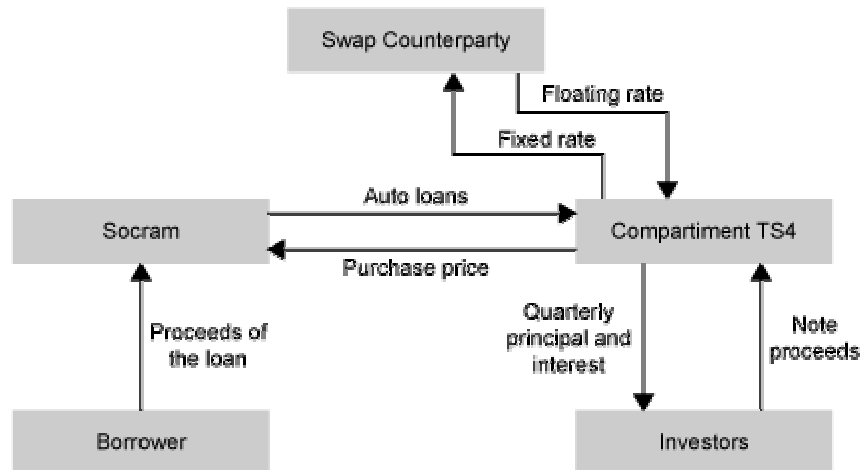 Swap Counterparty
Floating rate
Fixed rate
Auto loans
Socram
Compartiment TS4
Purchase price
Proceeds of
the loan
Quarterly
principal and
interest
Note
proceeds
Borrower
Investors